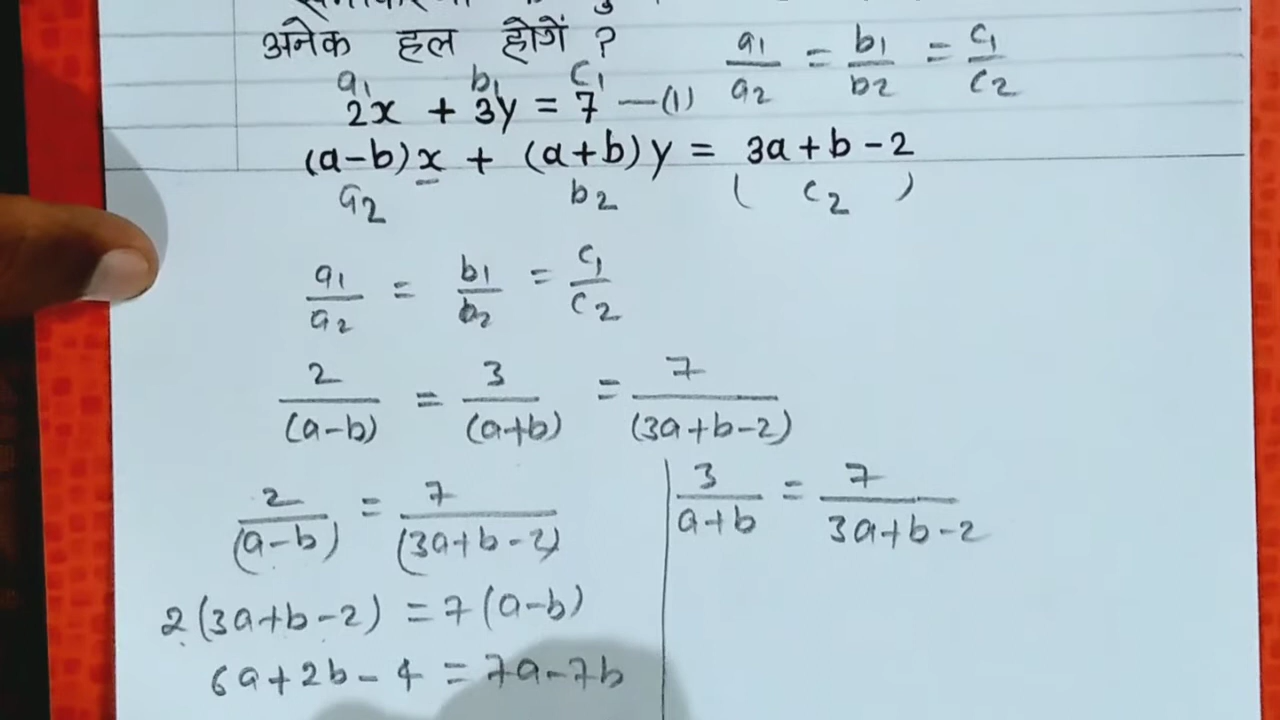 अनेक हल होगें ? a₁/a₂ = b₁/b₂ = c₁/c₂
a₁ b₁ c₁
2x + 3y = 7 —(1)
(a-b)x + (a+b)y = 3a+b-2
a₂ b₂ ( c₂ )
a₁/a₂ = b₁/b₂ = c₁/c₂
2/(a-b) = 3/(a+b) = 7/(3a+b-2)
2/(a-b) = 7/(3a+b-2) | 3/a+b = 7/3a+b-2
2(3a+b-2) = 7(a-b)
6a+2b-4 = 7a-7b